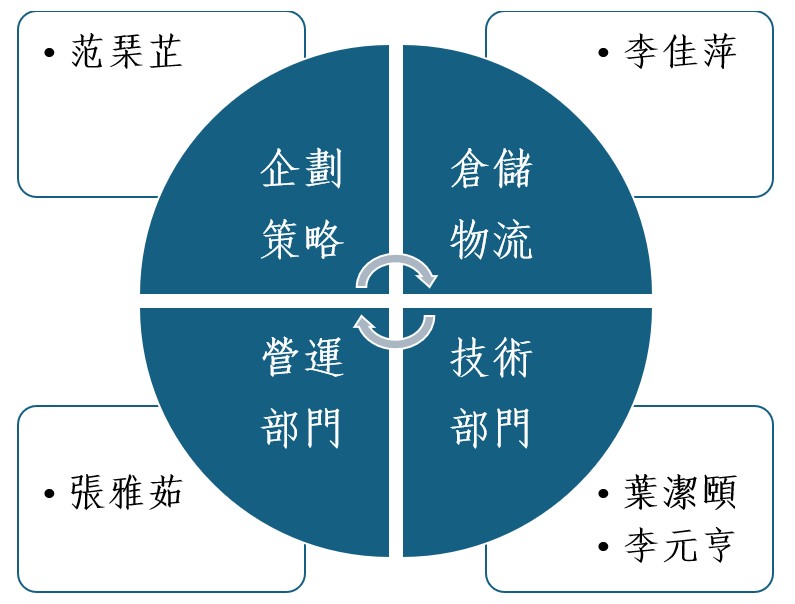 • 范琹芷
企劃
策略
• 李佳萍
倉儲
物流
營運
部門
• 張雅茹
技術
部門
• 葉潔頤
• 李元亨